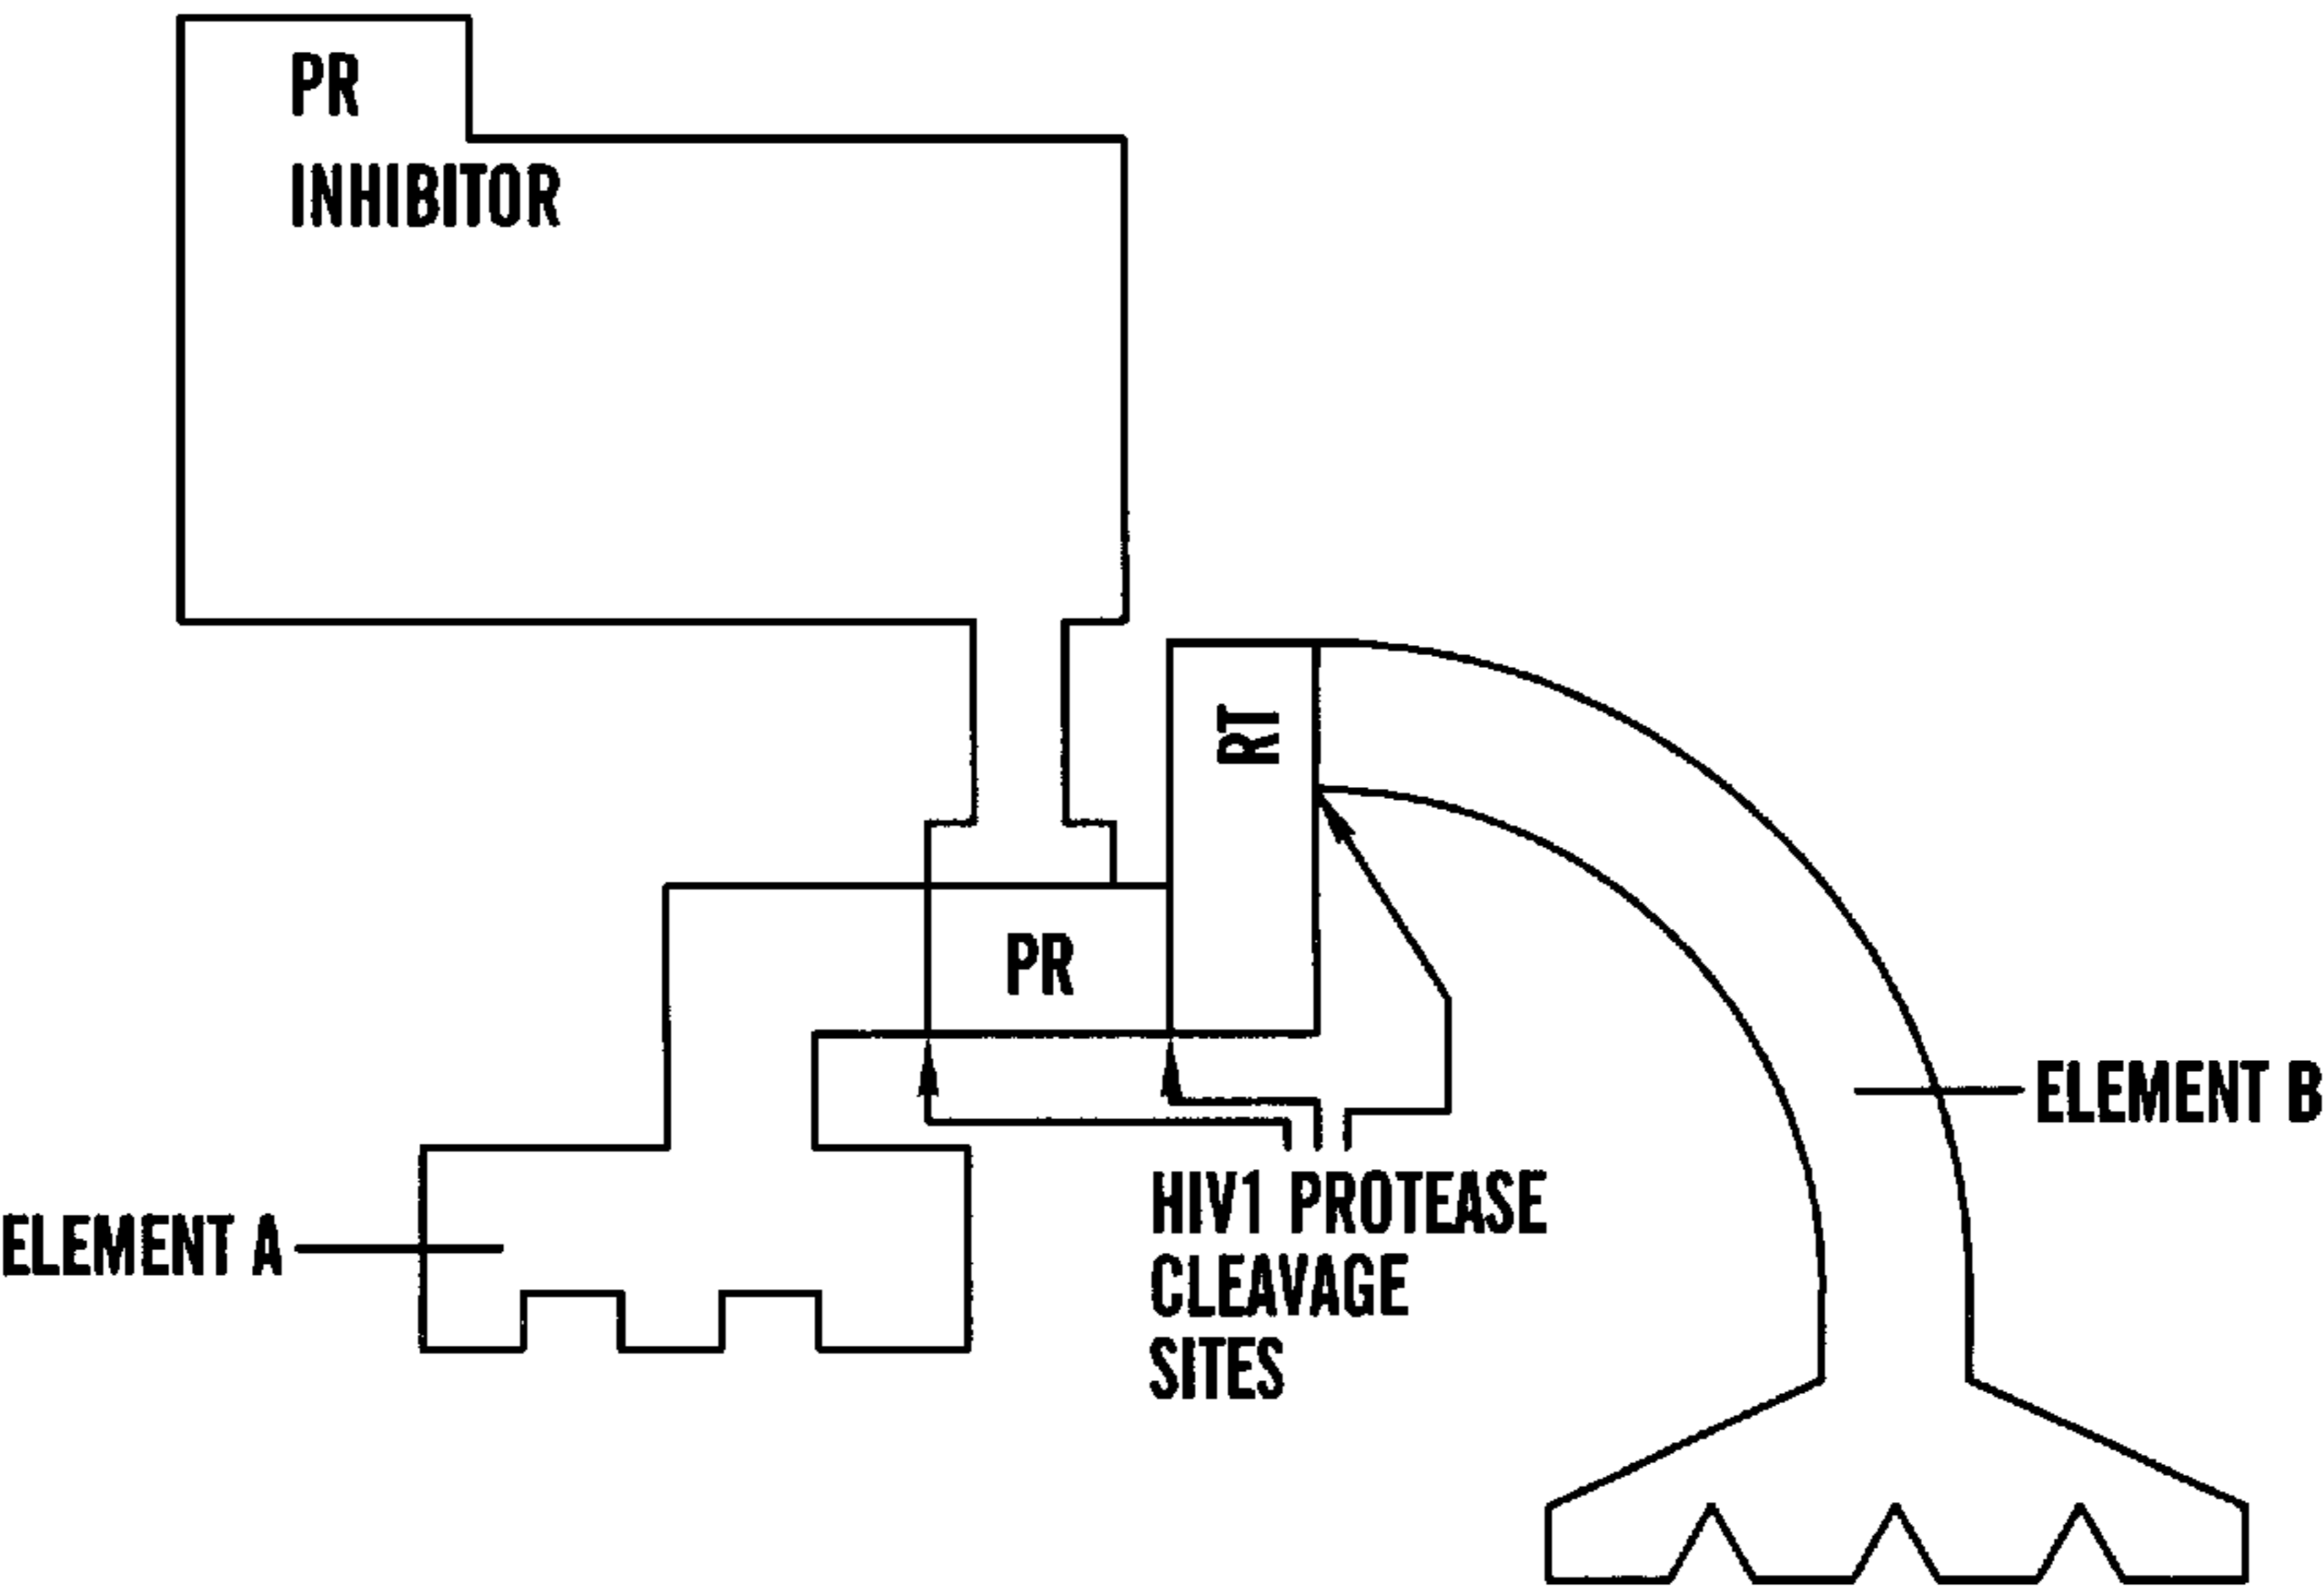 PR
INHIBITOR
RT
PR
ELEMENT B
HIV1 PROTEASE
CLEAVAGE
SITES
ELEMENT A